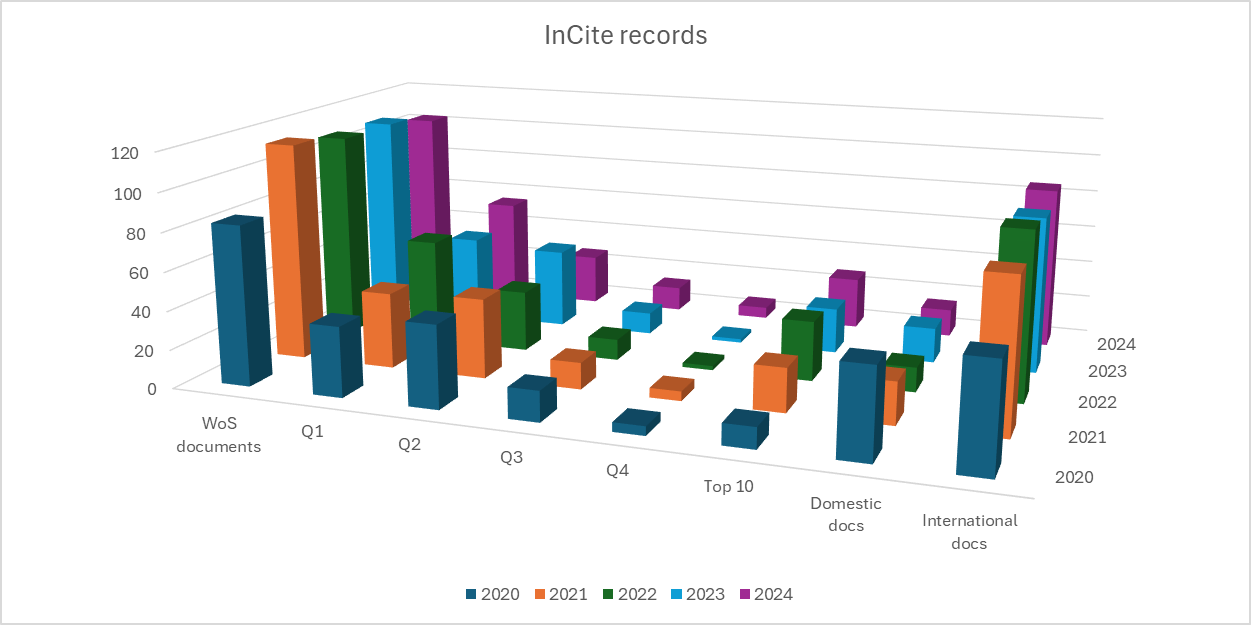 InCite records
120
100
80
60
40
20
0
WoS
documents
Q1
Q2
Q3
Q4
Top 10
Domestic
docs
International
docs
2024
2023
2022
2021
2020
2020 2021 2022 2023 2024